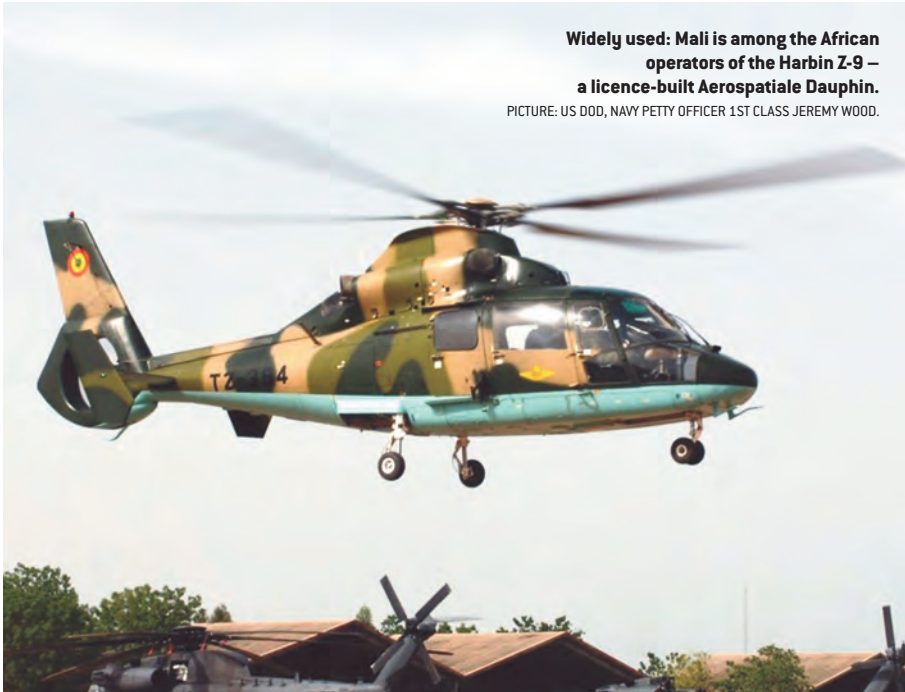 Widely used: Mali is among the African
operators of the Harbin Z-9 –
a licence-built Aerospatiale Dauphin.
PICTURE: US DOD, NAVY PETTY OFFICER 1ST CLASS JEREMY WOOD.